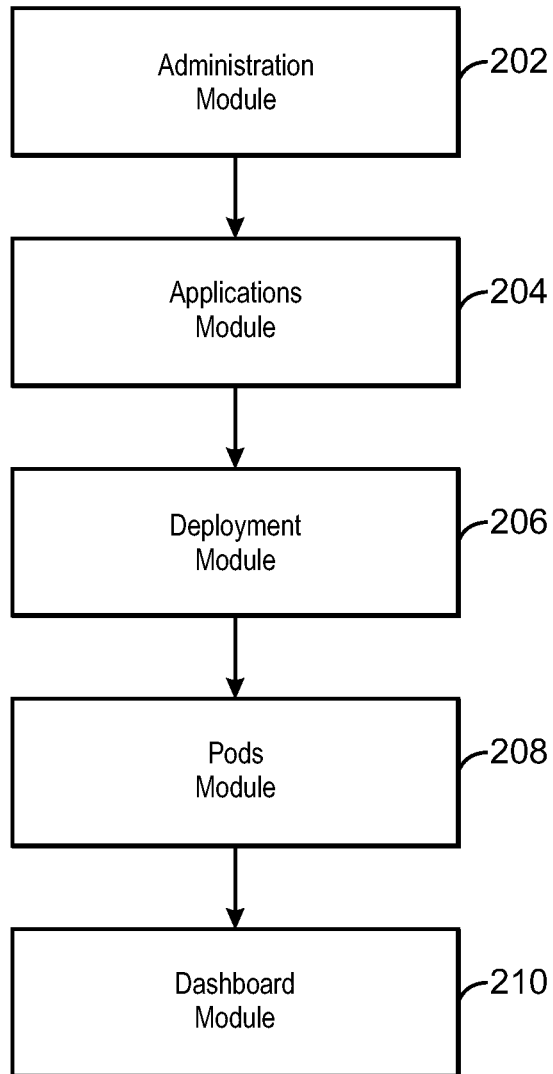 Administration
Module
202
Applications
Module
204
Deployment
Module
206
Pods
Module
208
Dashboard
Module
210